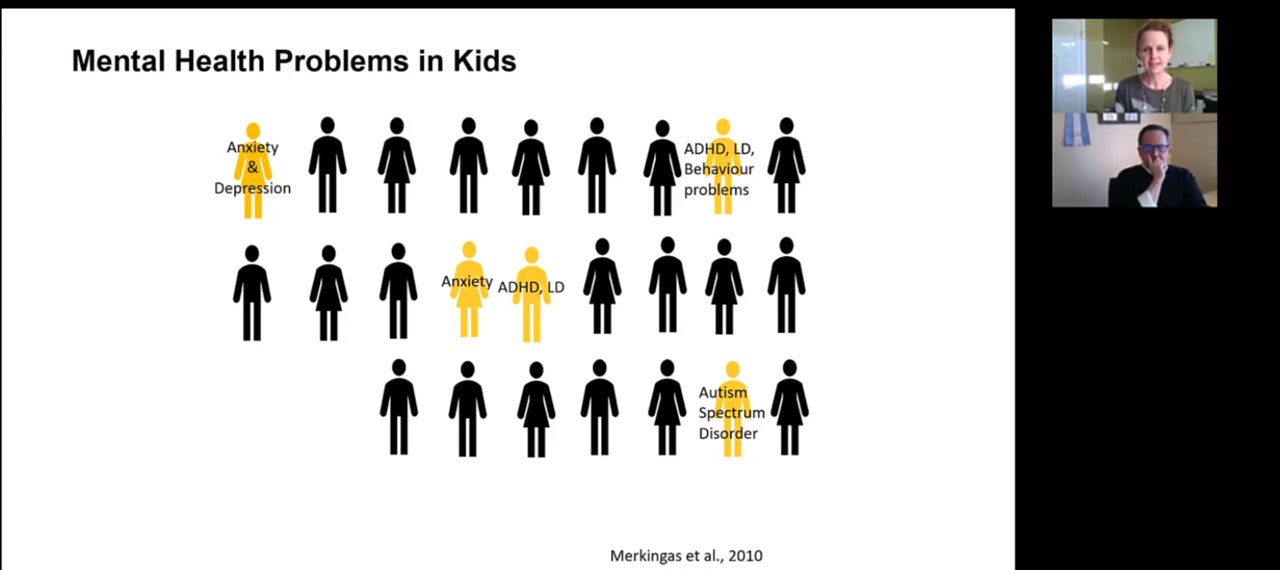 Mental Health Problems in Kids
Anxiety
&
Depression
ADHD, LD,
Behaviour
problems
Anxiety
ADHD, LD
Autism
Spectrum
Disorder
Merkingas et al., 2010